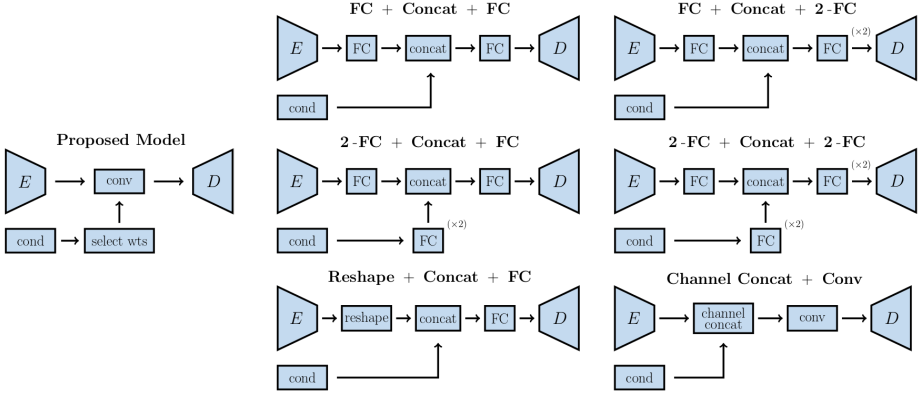 Proposed Model
E
conv
D
cond
select wts
FC + Concat + FC
E
FC
concat
FC
D
cond
FC + Concat + 2-FC
E
FC
concat
FC
(×2)
D
cond
2-FC + Concat + FC
E
FC
concat
FC
D
cond
FC
(×2)
2-FC + Concat + 2-FC
E
FC
concat
FC
(×2)
D
cond
FC
(×2)
Reshape + Concat + FC
E
reshape
concat
FC
D
cond
Channel Concat + Conv
E
channel
concat
conv
D
cond